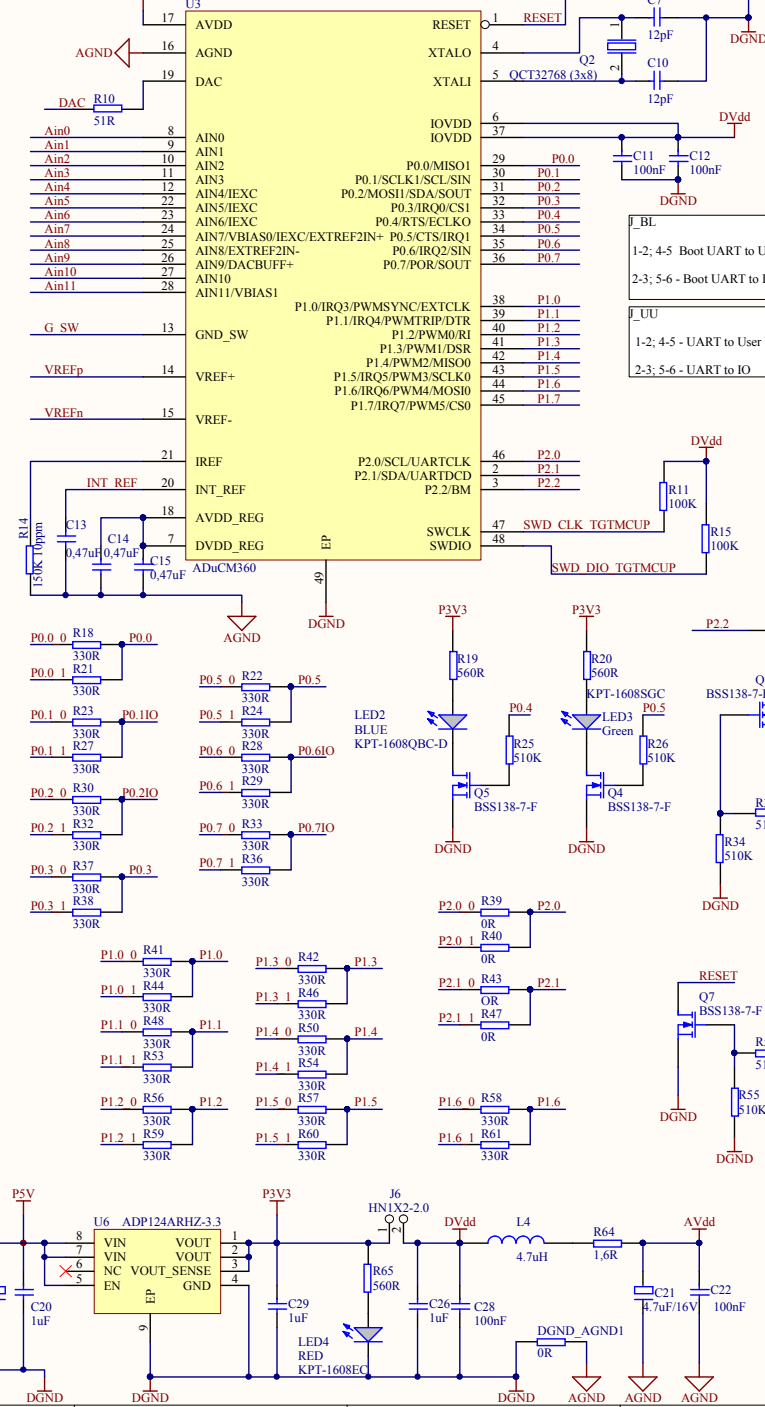 U3
17 AVDD RESET 1 RESET
C7
12pF
DGND
AGND 16 AGND XTALO 4
Q2
1
2
C10
12pF
19 DAC XTALI 5 QCT32768 (3x8)
DAC R10
51R
IOVDD 6
IOVDD 37
DVdd
C11
100nF
C12
100nF
DGND
Ain0 8 AIN0
Ain1 9 AIN1
Ain2 10 AIN2
Ain3 11 AIN3
Ain4 12 AIN4/IEXC
Ain5 22 AIN5/IEXC
Ain6 23 AIN6/IEXC
Ain7 24 AIN7/VBIAS0/IEXC/EXTREF2IN+
Ain8 25 AIN8/EXTREF2IN-
Ain9 26 AIN9/DACBUFF+
Ain10 27 AIN10
Ain11 28 AIN11/VBIAS1
P0.0/MISO1 29 P0.0
P0.1/SCLK1/SCL/SIN 30 P0.1
P0.2/MOSI1/SDA/SOUT 31 P0.2
P0.3/IRQ0/CS1 32 P0.3
P0.4/RTS/ECLKO 33 P0.4
P0.5/CTS/IRQ1 34 P0.5
P0.6/IRQ2/SIN 35 P0.6
P0.7/POR/SOUT 36 P0.7
J_BL
1-2; 4-5 Boot UART to U
2-3; 5-6 - Boot UART to
J_UU
1-2; 4-5 - UART to User
2-3; 5-6 - UART to IO
P1.0/IRQ3/PWMSYNC/EXTCLK 38 P1.0
P1.1/IRQ4/PWMTRIP/DTR 39 P1.1
P1.2/PWM0/RI 40 P1.2
P1.3/PWM1/DSR 41 P1.3
P1.4/PWM2/MISO0 42 P1.4
P1.5/IRQ5/PWM3/SCLK0 43 P1.5
P1.6/IRQ6/PWM4/MOSI0 44 P1.6
P1.7/IRQ7/PWM5/CS0 45 P1.7
G_SW 13 GND_SW
VREFp 14 VREF+
VREFn 15 VREF-
21 IREF
INT_REF 20 INT_REF
18 AVDD_REG
7 DVDD_REG
P2.0/SCL/UARTCLK 46 P2.0
P2.1/SDA/UARTDCD 2 P2.1
P2.2/BM 3 P2.2
SWCLK 47 SWD_CLK_TGTMCUP
SWDIO 48 SWD_DIO_TGTMCUP
DVdd
R11
100K
R15
100K
R14
150K 10ppm
C13
0,47uF
C14
0,47uF
C15
0,47uF
ADuCM360
EP
49
AGND
DGND
P0.0_0 R18 P0.0
330R
P0.0_1 R21
330R
P0.1_0 R23 P0.1IO
330R
P0.1_1 R27
330R
P0.2_0 R30 P0.2IO
330R
P0.2_1 R32
330R
P0.3_0 R37 P0.3
330R
P0.3_1 R38
330R
P0.5_0 R22 P0.5
330R
P0.5_1 R24
330R
P0.6_0 R28 P0.6IO
330R
P0.6_1 R29
330R
P0.7_0 R33 P0.7IO
330R
P0.7_1 R36
330R
P3V3
R19
560R
LED2
BLUE
KPT-1608QBC-D
P0.4
R25
510K
Q5
BSS138-7-F
DGND
P3V3
R20
560R
KPT-1608SGC
LED3
Green
P0.5
R26
510K
Q4
BSS138-7-F
DGND
P2.2
BSS138-7-
R34
510K
DGND
P1.0_0 R41 P1.0
330R
P1.0_1 R44
330R
P1.1_0 R48 P1.1
330R
P1.1_1 R53
330R
P1.2_0 R56 P1.2
330R
P1.2_1 R59
330R
P1.3_0 R42 P1.3
330R
P1.3_1 R46
330R
P1.4_0 R50 P1.4
330R
P1.4_1 R54
330R
P1.5_0 R57 P1.5
330R
P1.5_1 R60
330R
P2.0_0 R39 P2.0
0R
P2.0_1 R40
0R
P2.1_0 R43 P2.1
OR
P2.1_1 R47
0R
P1.6_0 R58 P1.6
330R
P1.6_1 R61
330R
RESET
Q7
BSS138-7-F
DGND
R55
510K
DGND
P5V
C20
1uF
DGND
U6 ADP124ARHZ-3.3
8 VIN VOUT 1
7 VIN VOUT 2
6 NC VOUT_SENSE 3
5 EN GND 4
EP
9
DGND
P3V3
C29
1uF
R65
560R
LED4
RED
KPT-1608EC
J6
HN1X2-2.0
1 2
DVdd
C26
1uF
C28
100nF
L4
4.7uH
R64
1,6R
AVdd
C21
4.7uF/16V
C22
100nF
DGND_AGND1
0R
DGND
AGND
AGND
AGND